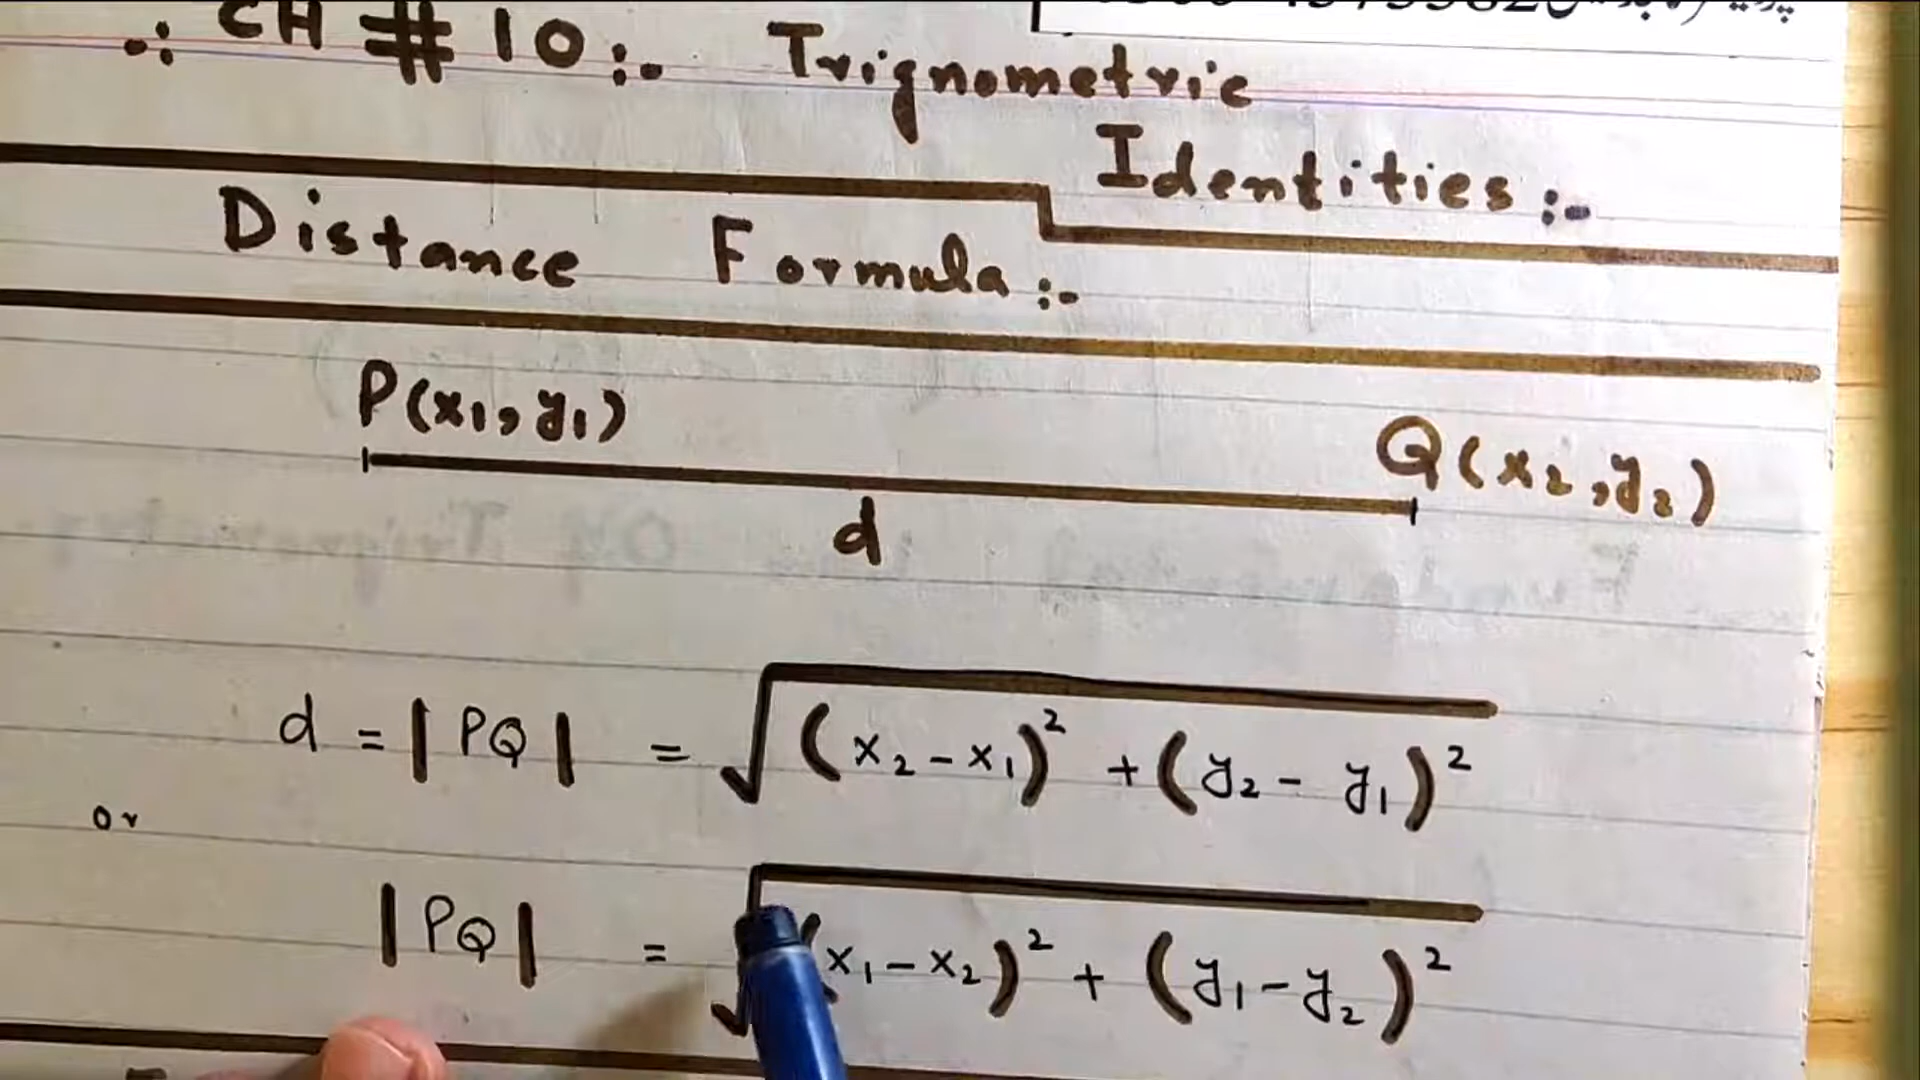 ∴ CH # 10:- Trignometric
Identities:-
Distance Formula:-
P(x₁, y₁)
Q(x₂, y₂)
d
d = |PQ| = √(x₂ - x₁)² + (y₂ - y₁)²
or
|PQ| = √(x₁ - x₂)² + (y₁ - y₂)²